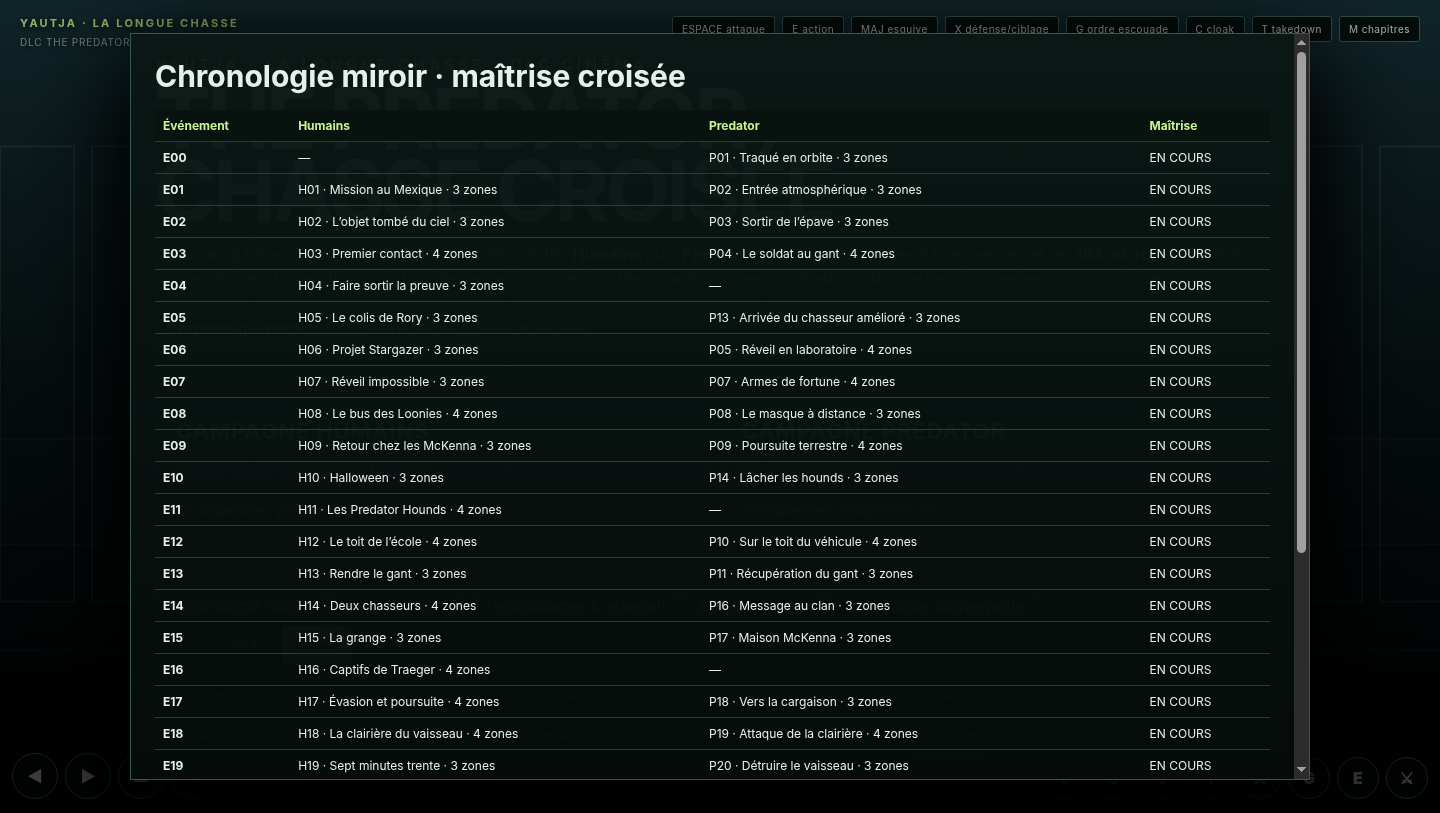 YAUTJA · LA LONGUE CHASSE
DLC THE PREDATOR
ESPACE attaque
E action
MAJ esquive
X défense/ciblage
G ordre escouade
C cloak
T takedown
M chapitres
Chronologie miroir · maîtrise croisée
Événement Humains Predator Maîtrise
E00 — P01 · Traqué en orbite · 3 zones EN COURS
E01 H01 · Mission au Mexique · 3 zones P02 · Entrée atmosphérique · 3 zones EN COURS
E02 H02 · L’objet tombé du ciel · 3 zones P03 · Sortir de l’épave · 3 zones EN COURS
E03 H03 · Premier contact · 4 zones P04 · Le soldat au gant · 4 zones EN COURS
E04 H04 · Faire sortir la preuve · 3 zones — EN COURS
E05 H05 · Le colis de Rory · 3 zones P13 · Arrivée du chasseur amélioré · 3 zones EN COURS
E06 H06 · Projet Stargazer · 3 zones P05 · Réveil en laboratoire · 4 zones EN COURS
E07 H07 · Réveil impossible · 3 zones P07 · Armes de fortune · 4 zones EN COURS
E08 H08 · Le bus des Loonies · 4 zones P08 · Le masque à distance · 3 zones EN COURS
E09 H09 · Retour chez les McKenna · 3 zones P09 · Poursuite terrestre · 4 zones EN COURS
E10 H10 · Halloween · 3 zones P14 · Lâcher les hounds · 3 zones EN COURS
E11 H11 · Les Predator Hounds · 4 zones — EN COURS
E12 H12 · Le toit de l’école · 4 zones P10 · Sur le toit du véhicule · 4 zones EN COURS
E13 H13 · Rendre le gant · 3 zones P11 · Récupération du gant · 3 zones EN COURS
E14 H14 · Deux chasseurs · 4 zones P16 · Message au clan · 3 zones EN COURS
E15 H15 · La grange · 3 zones P17 · Maison McKenna · 3 zones EN COURS
E16 H16 · Captifs de Traeger · 4 zones — EN COURS
E17 H17 · Évasion et poursuite · 4 zones P18 · Vers la cargaison · 3 zones EN COURS
E18 H18 · La clairière du vaisseau · 4 zones P19 · Attaque de la clairière · 4 zones EN COURS
E19 H19 · Sept minutes trente · 3 zones P20 · Détruire le vaisseau · 3 zones EN COURS
THE PREDATOR
CHASSE CROISÉE
CAMPAGNE HUMAINS
CAMPAGNE PREDATOR
G
E